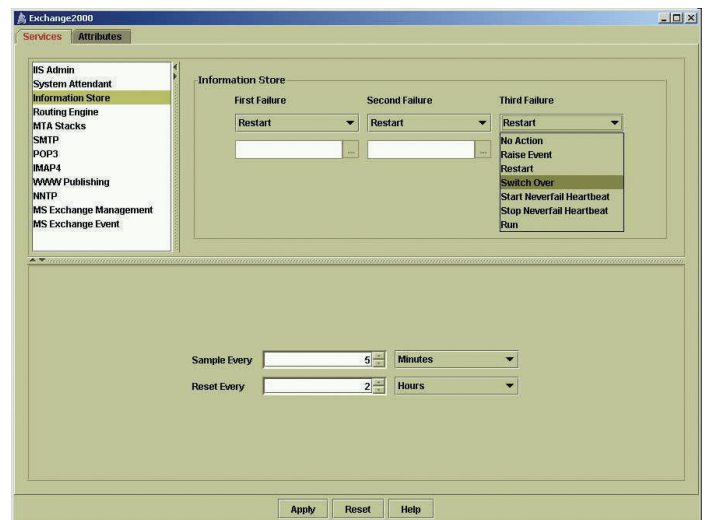 Exchange2000
Services Attributes
IIS Admin
System Attendant
Information Store
Routing Engine
MTA Stacks
SMTP
POP3
IMAP4
WWW Publishing
NNTP
MS Exchange Management
MS Exchange Event
Information Store
First Failure Second Failure Third Failure
Restart Restart Restart
... ...
No Action
Raise Event
Restart
Switch Over
Start Neverfail Heartbeat
Stop Neverfail Heartbeat
Run
Sample Every 5 Minutes
Reset Every 2 Hours
Apply Reset Help